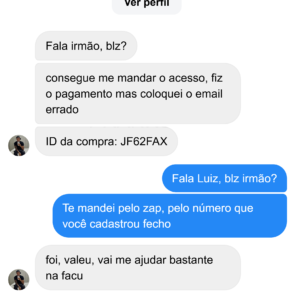 Ver perfil
Fala irmão, blz?
consegue me mandar o acesso, fiz
o pagamento mas coloquei o email
errado
ID da compra: JF62FAX
Fala Luiz, blz irmão?
Te mandei pelo zap, pelo número que
você cadastrou fecho
foi, valeu, vai me ajudar bastante
na facu